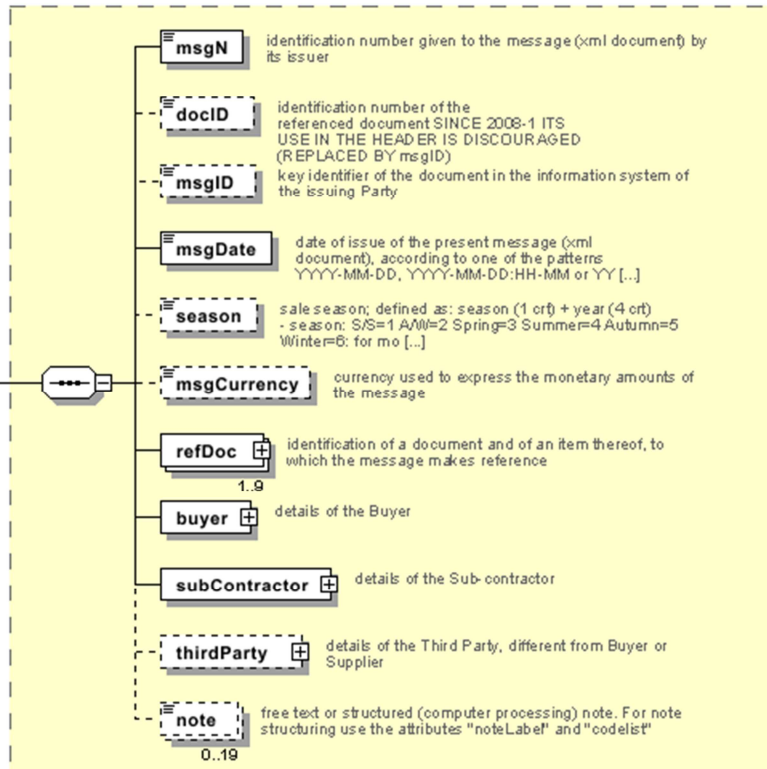 msgN
identification number given to the message (xml document) by
its issuer
docID
identification number of the
referenced document SINCE 2008-1 ITS
USE IN THE HEADER IS DISCOURAGED
(REPLACED BY msgID)
msgID
key identifier of the document in the information system of
the issuing Party
msgDate
date of issue of the present message (xml
document), according to one of the patterns
YYYY-MM-DD, YYYY-MM-DD:HH-MM or YY [...]
season
sale season; defined as: season (1 crt) + year (4 crt)
- season: S/S=1 A/W=2 Spring=3 Summer=4 Autumn=5
Winter=6: for mo [...]
msgCurrency
currency used to express the monetary amounts of
the message
refDoc
identification of a document and of an item thereof, to
which the message makes reference
1..9
buyer
details of the Buyer
subContractor
details of the Sub-contractor
thirdParty
details of the Third Party, different from Buyer or
Supplier
note
free text or structured (computer processing) note. For note
structuring use the attributes "noteLabel" and "codelist"
0..19